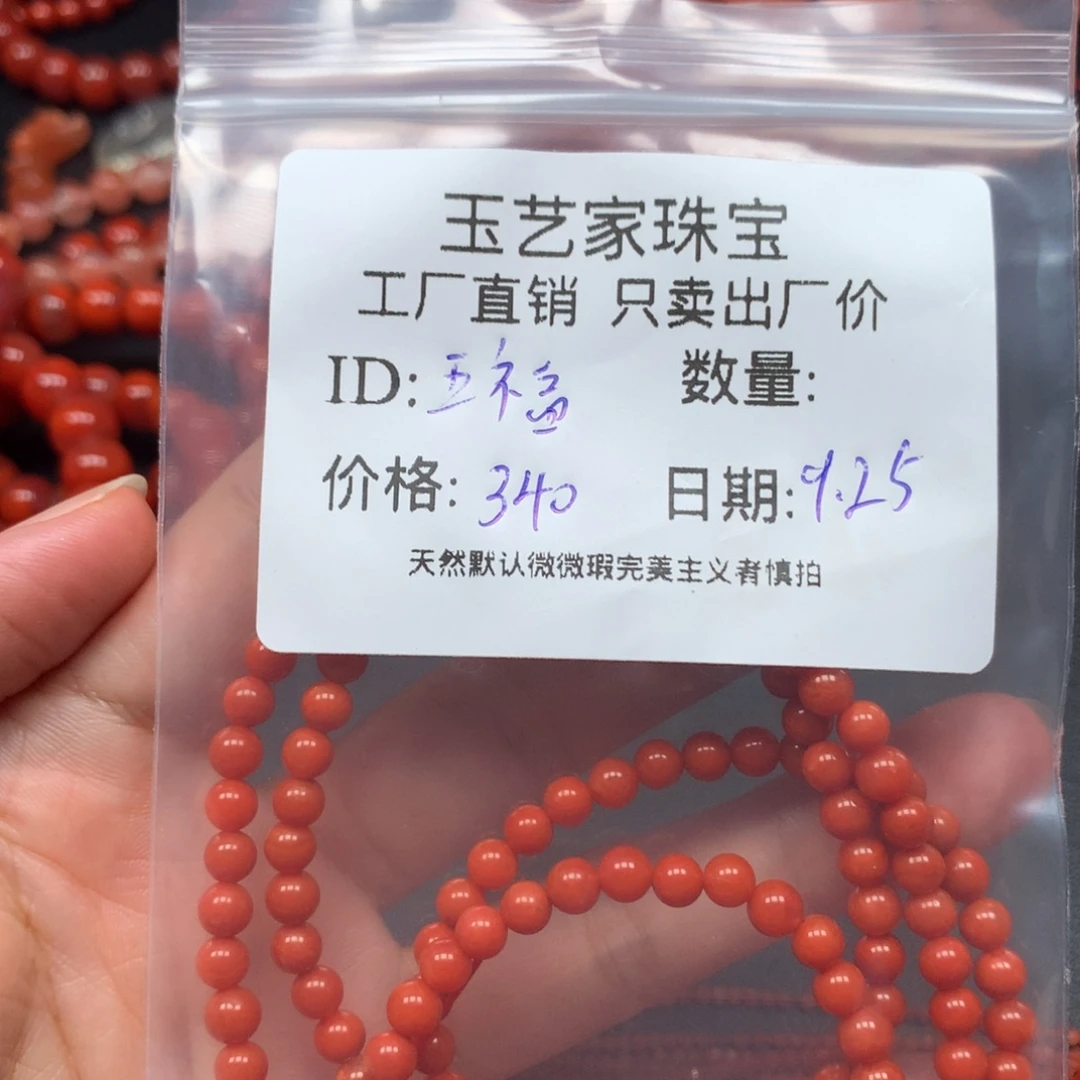 玉艺家珠宝
工厂直销 只卖出厂价
ID: 五福 数量:
价格: 340 日期: 9.25
天然默认微微瑕完美主义者慎拍